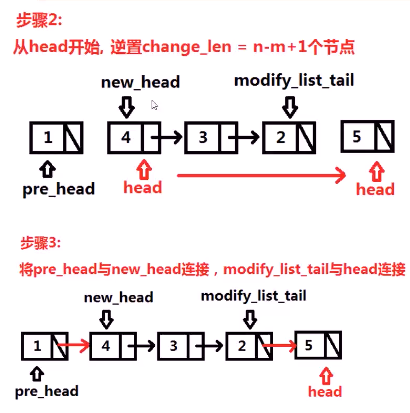 步骤2:
从head开始, 逆置change_len = n-m+1个节点
new_head
modify_list_tail
1 4 3 2 5
pre_head
head
head
步骤3:
将pre_head与new_head连接，modify_list_tail与head连接
new_head
modify_list_tail
1 4 3 2 5
pre_head
head